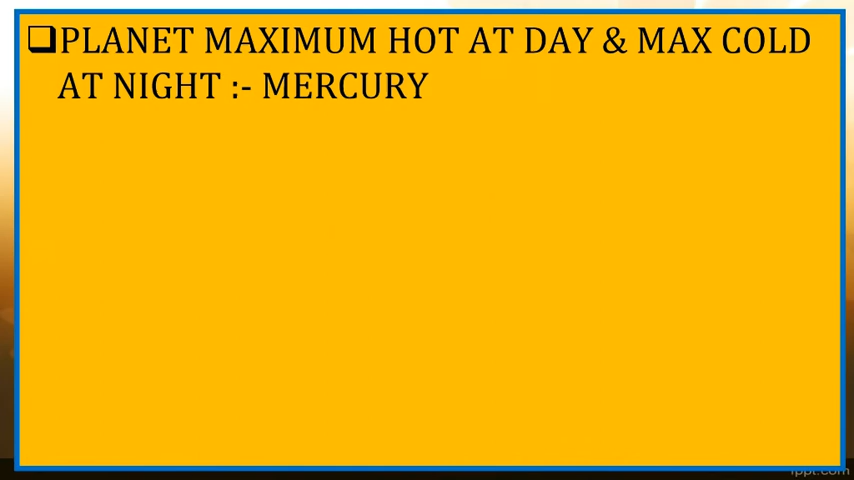 ❑PLANET MAXIMUM HOT AT DAY & MAX COLD
AT NIGHT :- MERCURY
fppt.com